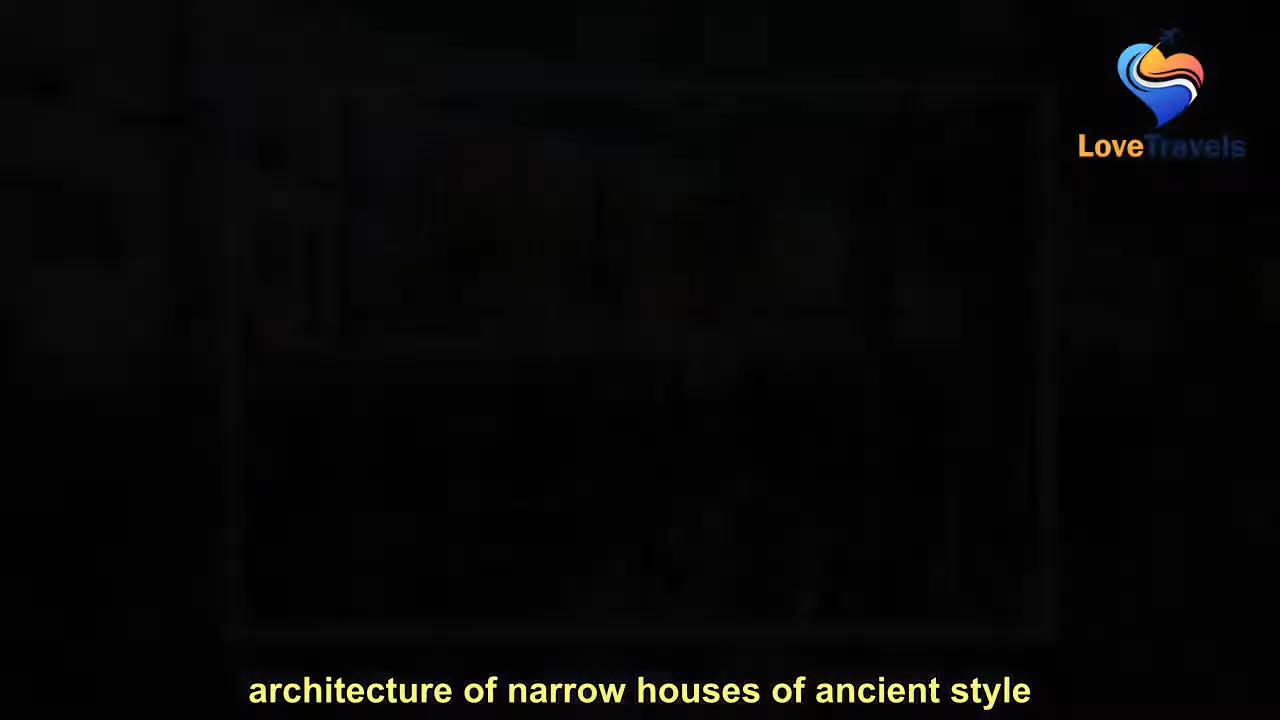 LoveTravels
architecture of narrow houses of ancient style